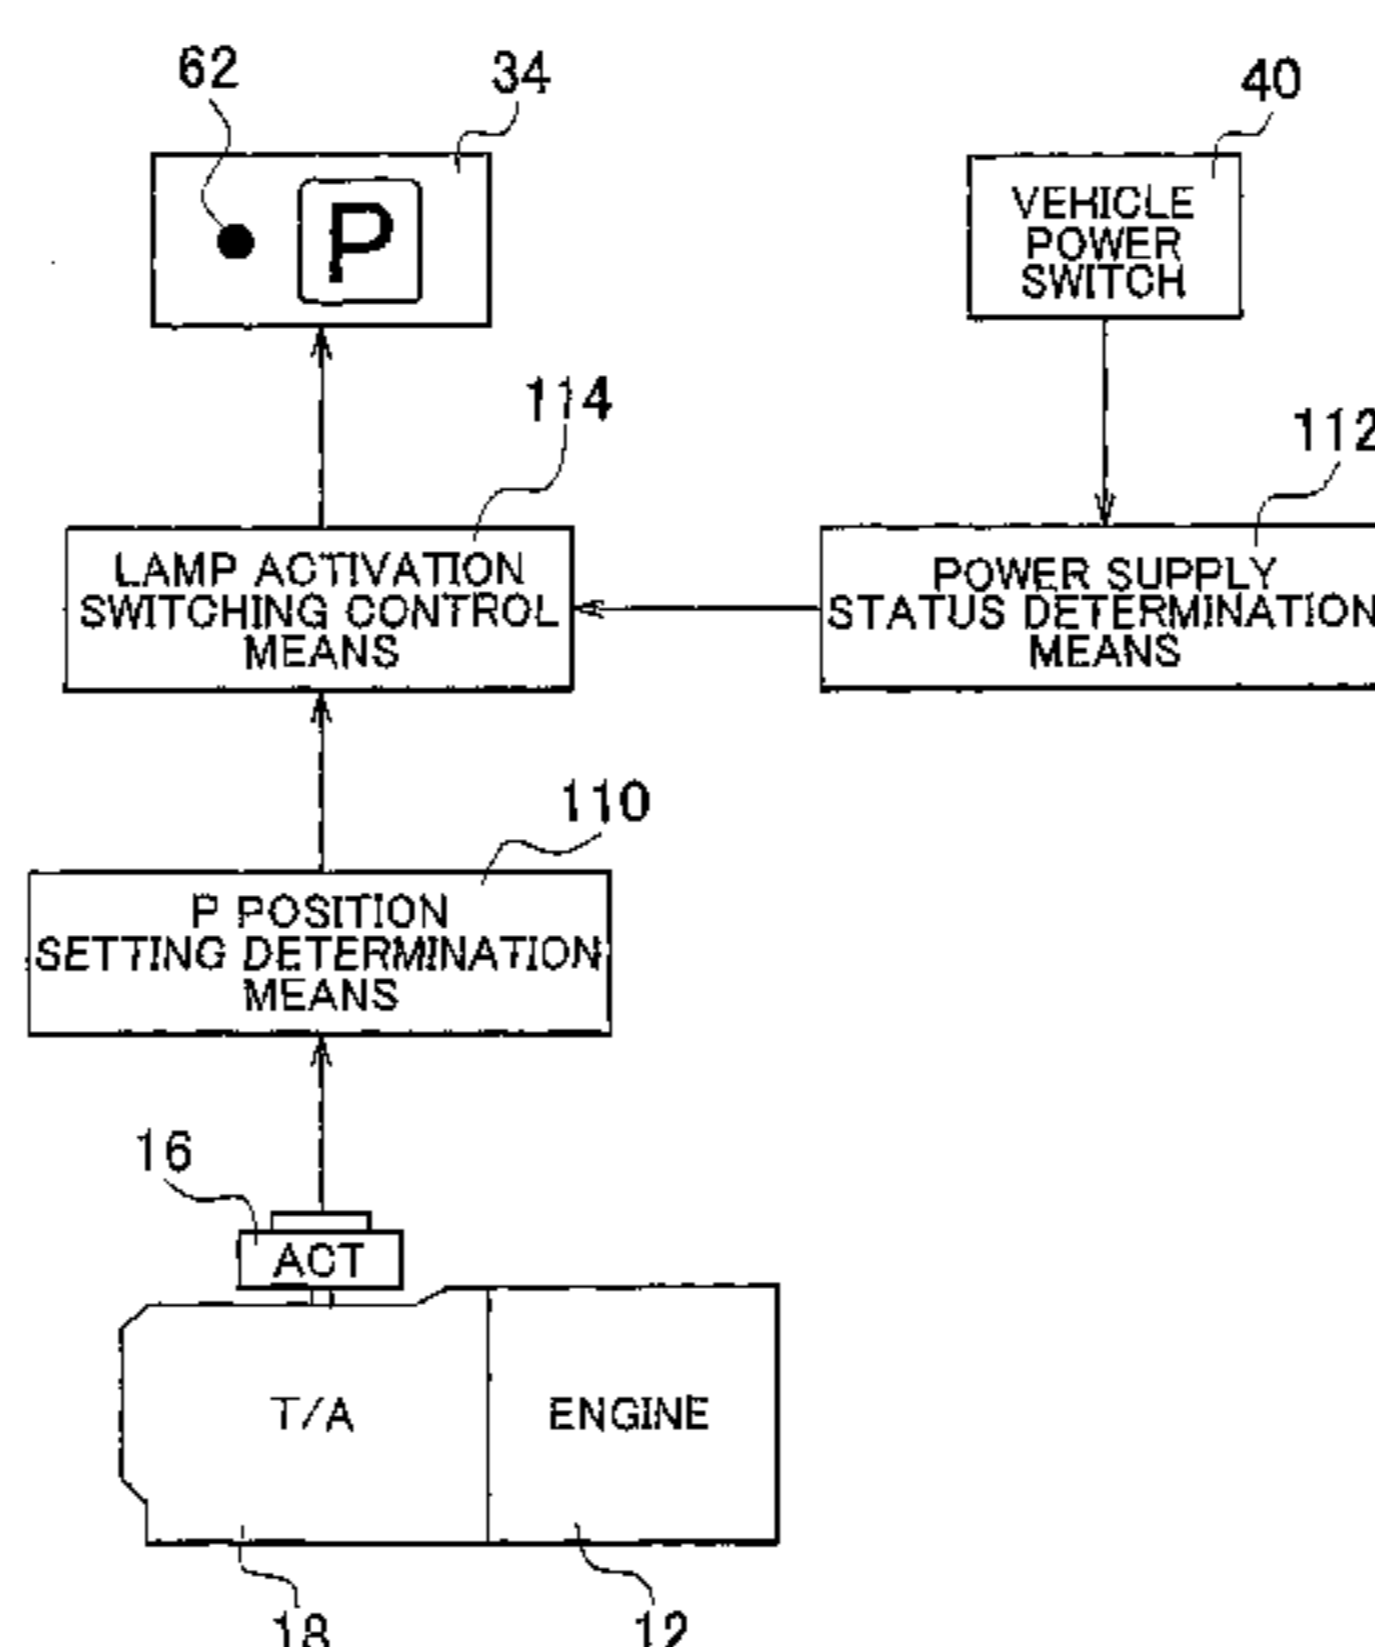 62
34
40
P
VEHICLE
POWER
SWITCH
114
112
LAMP ACTIVATION
SWITCHING CONTROL
MEANS
POWER SUPPLY
STATUS DETERMINATION
MEANS
110
P POSITION
SETTING DETERMINATION
MEANS
16
ACT
T/A
ENGINE
18
12